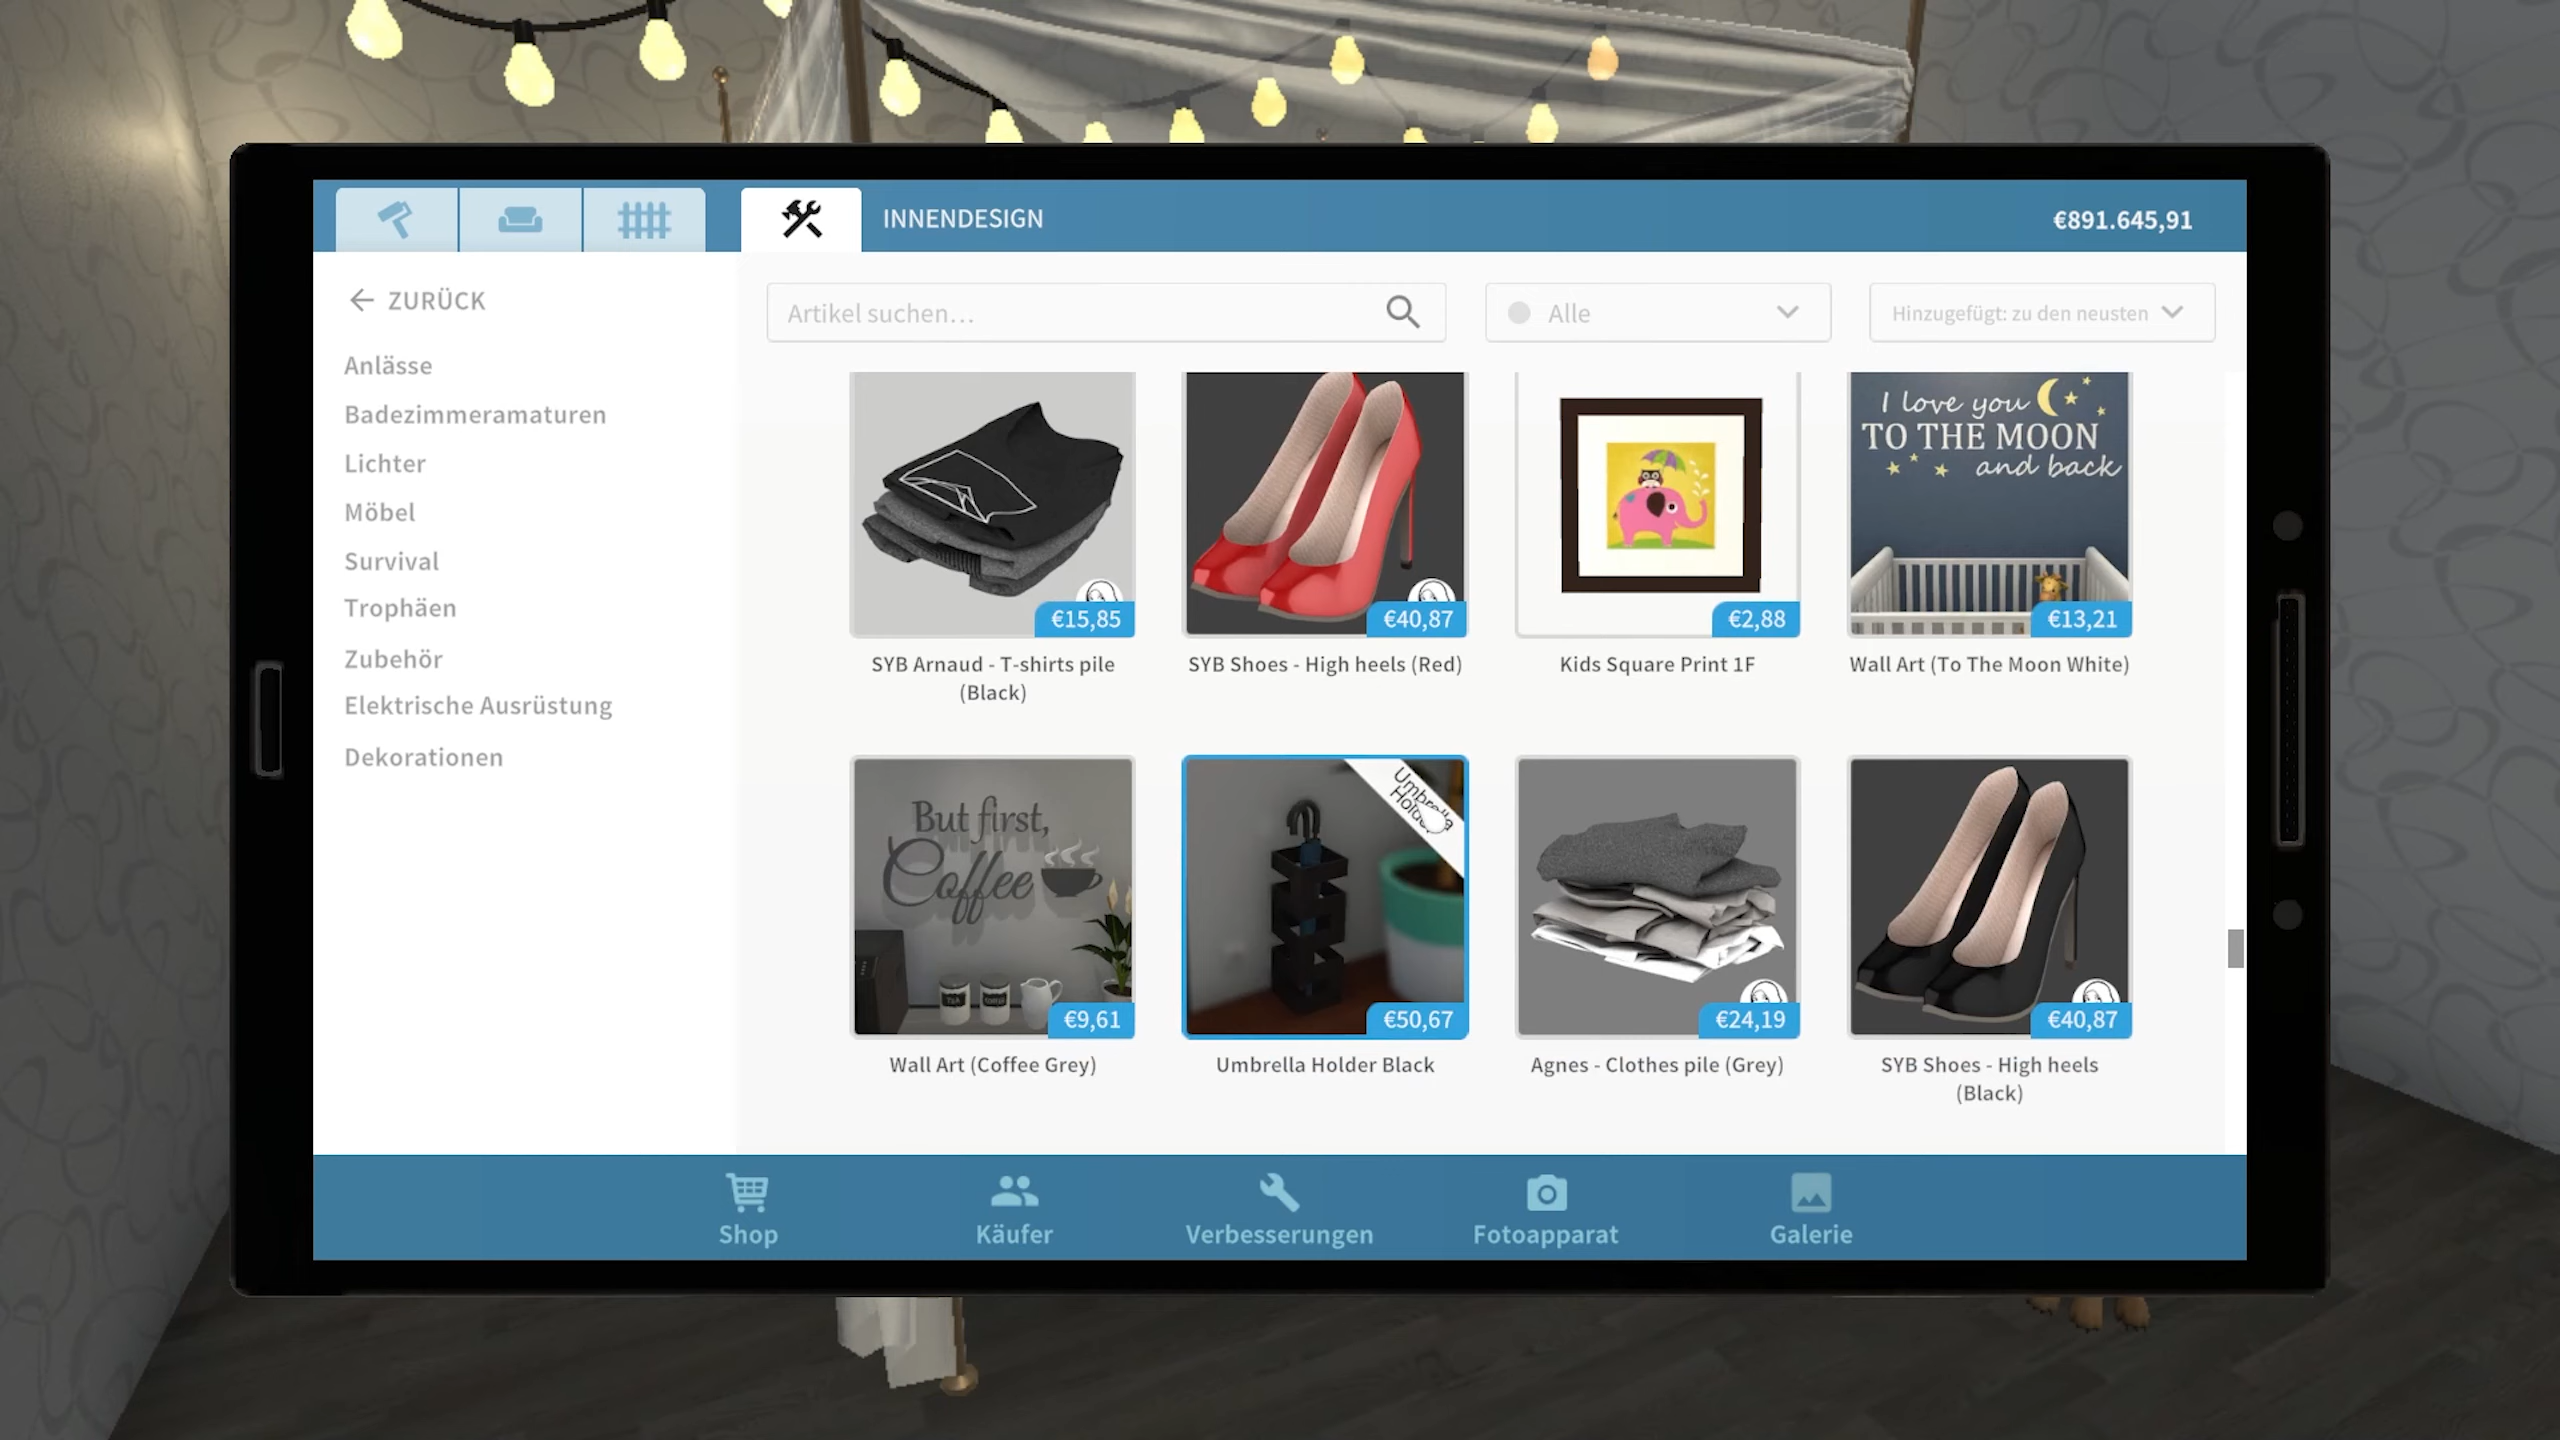 INNENDESIGN
€891.645,91
ZURÜCK
Anlässe
Badezimmeramaturen
Lichter
Möbel
Survival
Trophäen
Zubehör
Elektrische Ausrüstung
Dekorationen
Artikel suchen...
Alle
Hinzugefügt: zu den neusten
€15,85
SYB Arnaud - T-shirts pile
(Black)
€40,87
SYB Shoes - High heels (Red)
€2,88
Kids Square Print 1F
I love you
TO THE MOON
and back
€13,21
Wall Art (To The Moon White)
But first,
Coffee
TEA
COFFEE
€9,61
Wall Art (Coffee Grey)
Umbrella
Holder
€50,67
Umbrella Holder Black
€24,19
Agnes - Clothes pile (Grey)
€40,87
SYB Shoes - High heels
(Black)
Shop
Käufer
Verbesserungen
Fotoapparat
Galerie